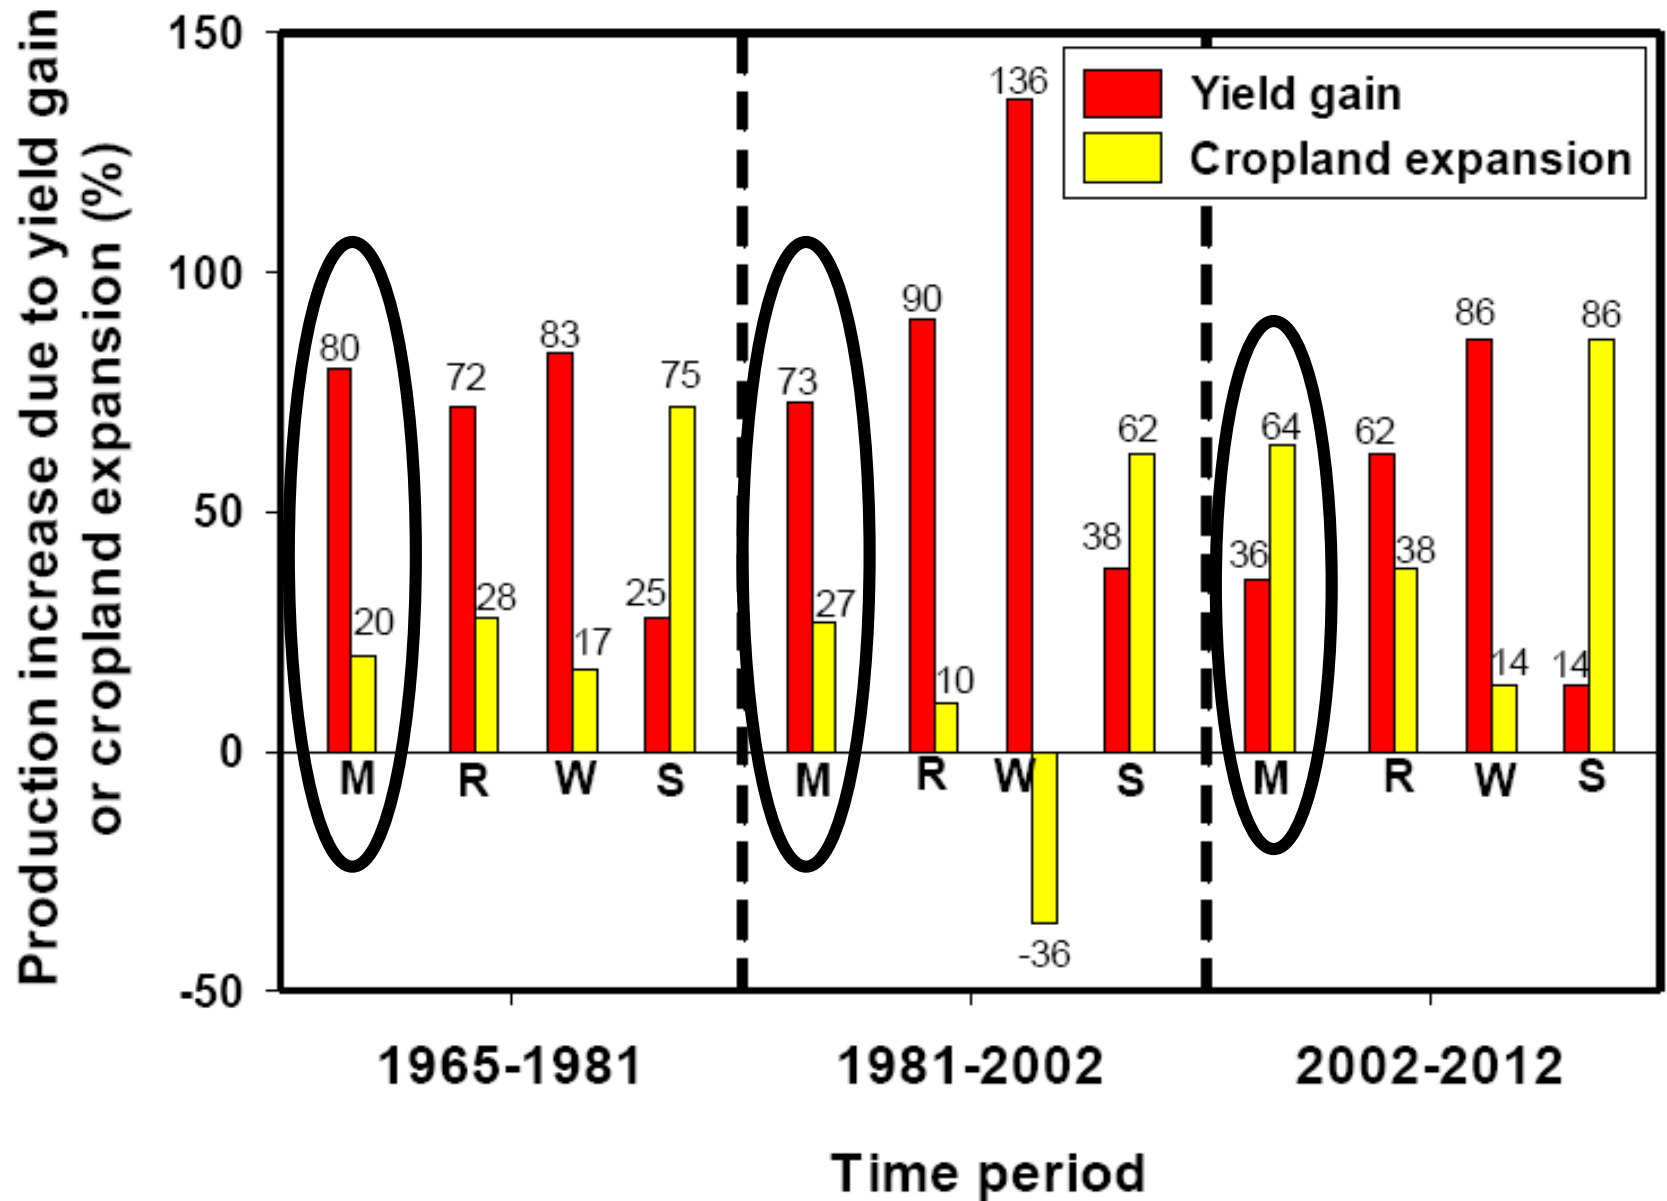 Production increase due to yield gain
or cropland expansion (%)
150
100
50
0
-50
Yield gain
Cropland expansion
80
20
72
28
83
17
25
75
73
27
90
10
136
-36
38
62
36
64
62
38
86
14
14
86
M
R
W
S
M
R
W
S
M
R
W
S
1965-1981
1981-2002
2002-2012
Time period